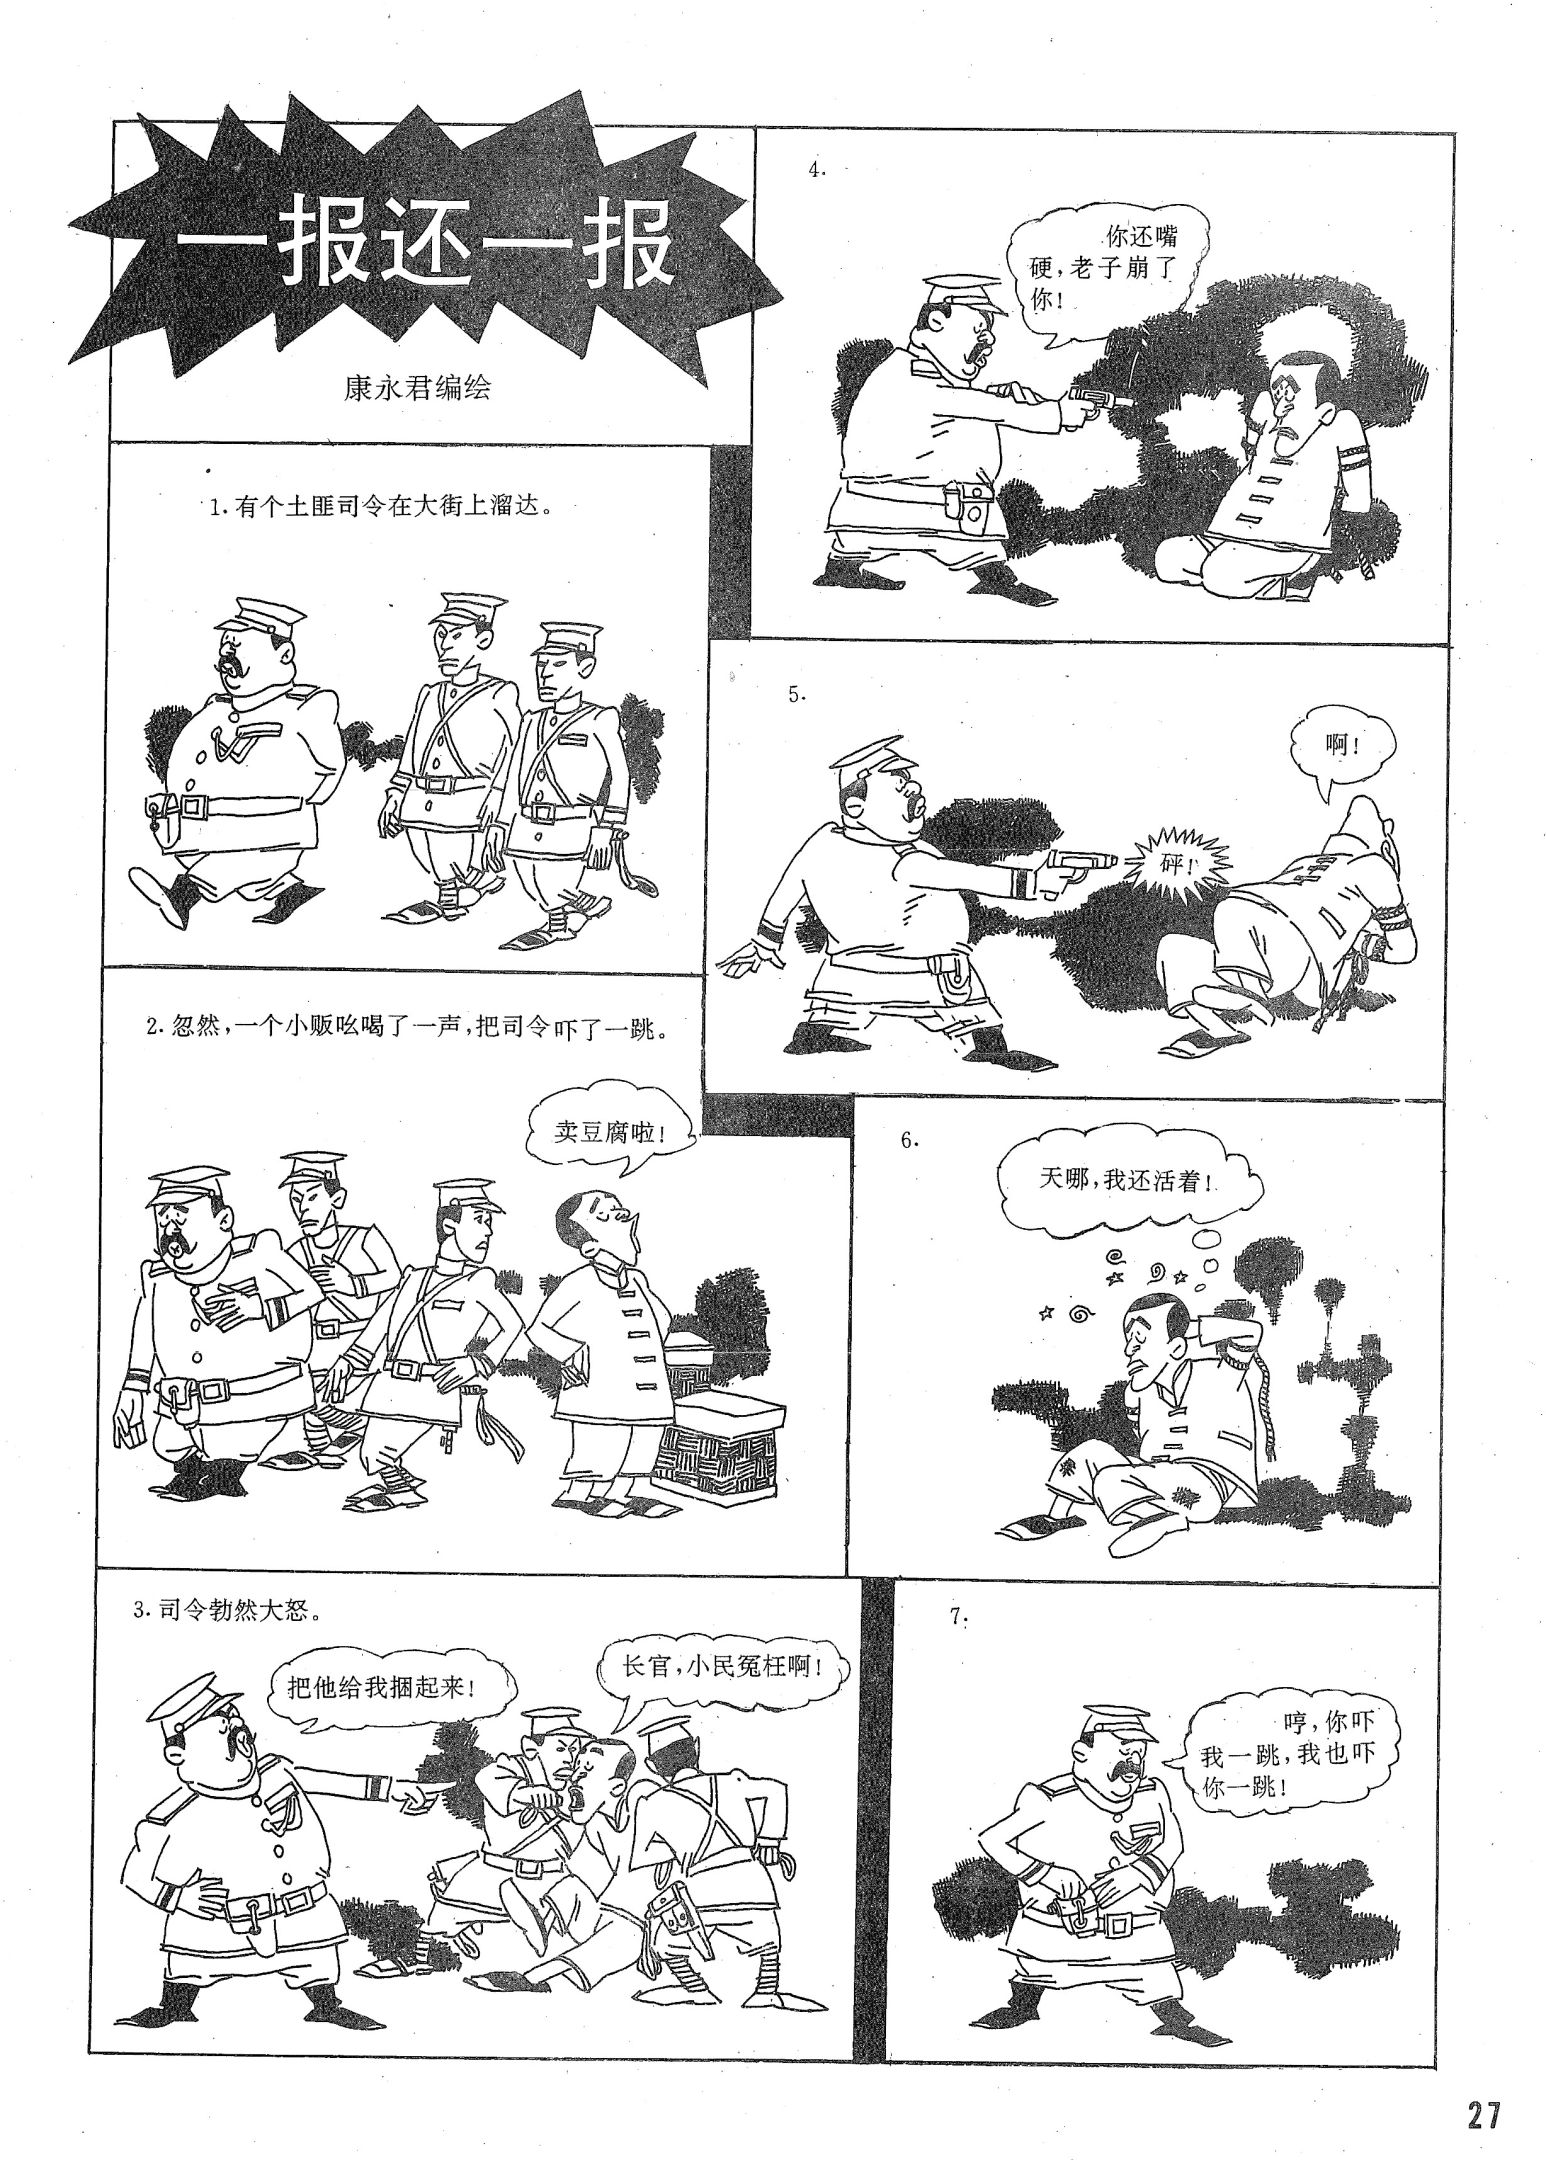 一报还一报
康永君编绘
1.有个土匪司令在大街上溜达。
2.忽然,一个小贩吆喝了一声,把司令吓了一跳。
卖豆腐啦!
3.司令勃然大怒。
把他给我捆起来!
长官,小民冤枉啊!
4.
你还嘴
硬,老子崩了
你!
5.
砰!
啊!
6.
天哪,我还活着!
7.
哼,你吓
我一跳,我也吓
你一跳!
27